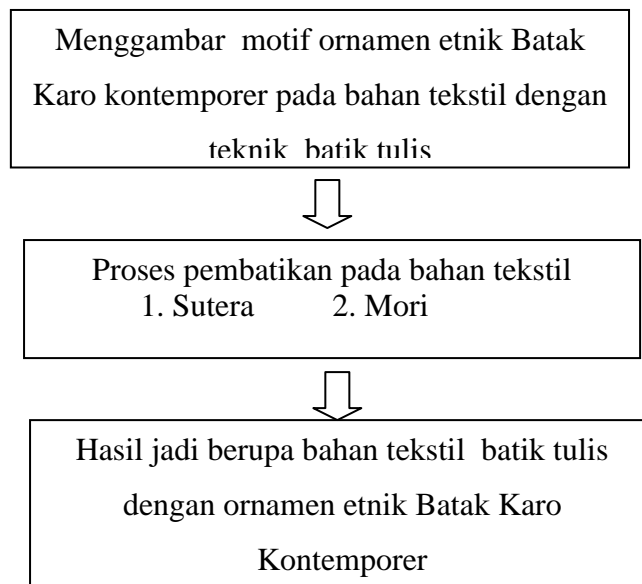 Menggambar motif ornamen etnik Batak
Karo kontemporer pada bahan tekstil dengan
teknik batik tulis
Proses pembatikan pada bahan tekstil
1. Sutera 2. Mori
Hasil jadi berupa bahan tekstil batik tulis
dengan ornamen etnik Batak Karo
Kontemporer